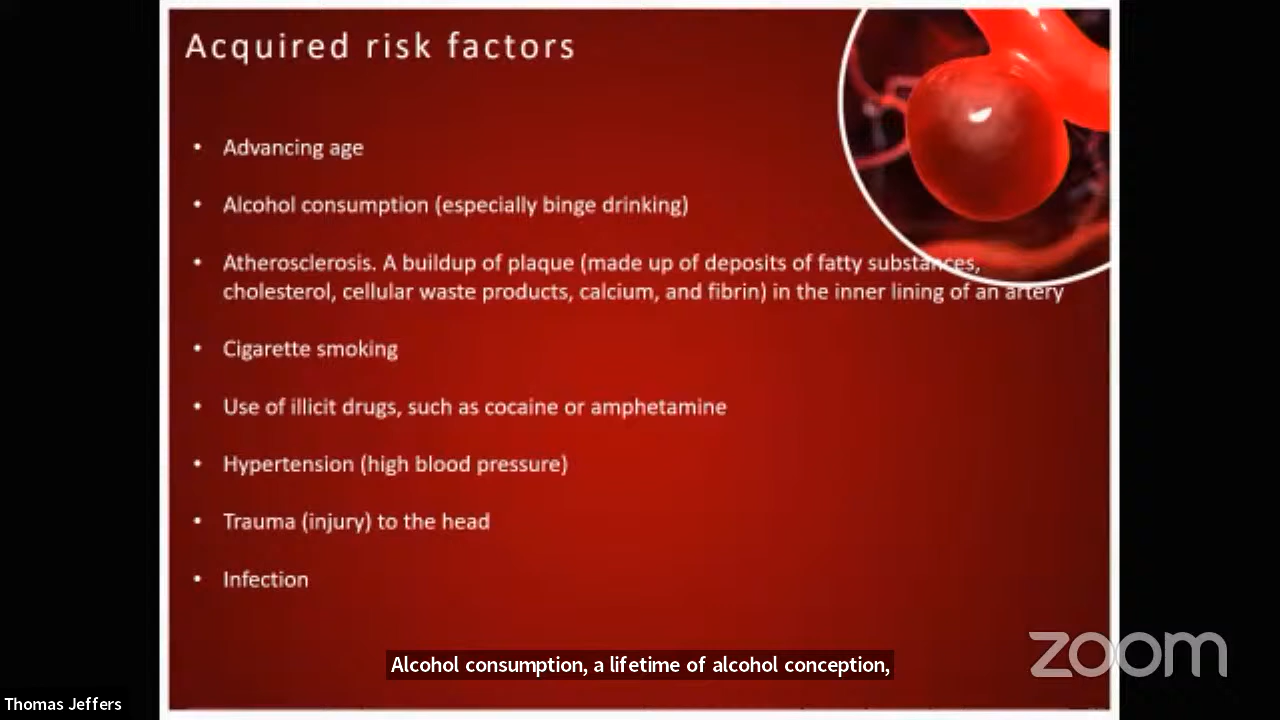 Acquired risk factors
• Advancing age
• Alcohol consumption (especially binge drinking)
• Atherosclerosis. A buildup of plaque (made up of deposits of fatty substances,
cholesterol, cellular waste products, calcium, and fibrin) in the inner lining of an artery
• Cigarette smoking
• Use of illicit drugs, such as cocaine or amphetamine
• Hypertension (high blood pressure)
• Trauma (injury) to the head
• Infection
Alcohol consumption, a lifetime of alcohol conception,
zoom
Thomas Jeffers